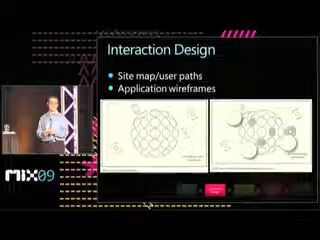 Interaction Design
Site map/user paths
Application wireframes
MIX09